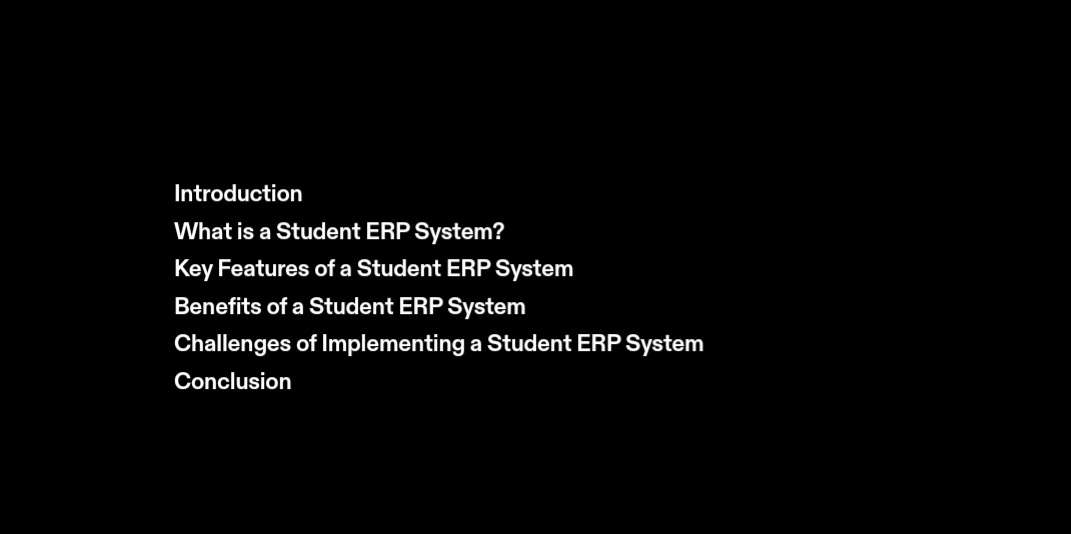 Introduction
What is a Student ERP System?
Key Features of a Student ERP System
Benefits of a Student ERP System
Challenges of Implementing a Student ERP System
Conclusion